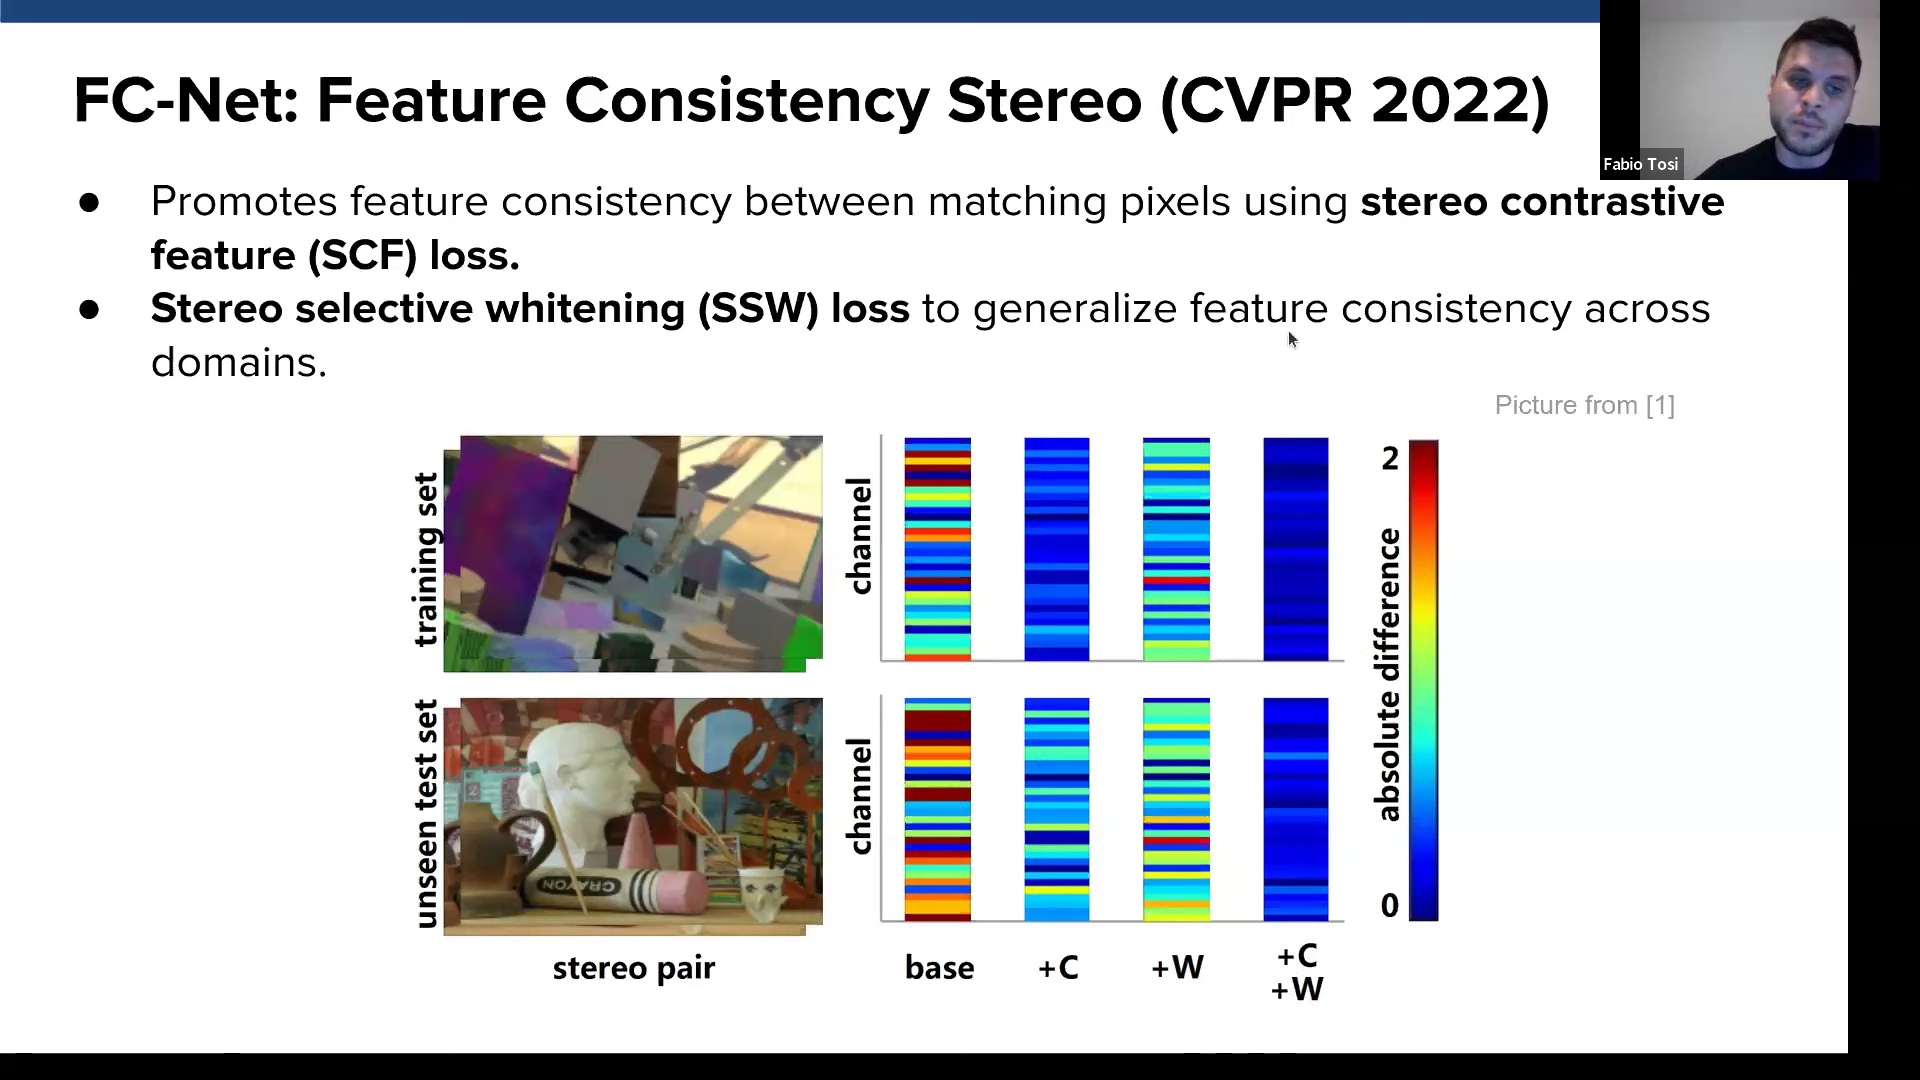 FC-Net: Feature Consistency Stereo (CVPR 2022)
Fabio Tosi
● Promotes feature consistency between matching pixels using stereo contrastive
feature (SCF) loss.
● Stereo selective whitening (SSW) loss to generalize feature consistency across
domains.
Picture from [1]
training set
channel
2
absolute difference
0
unseen test set
CRAYON
channel
stereo pair
base
+C
+W
+C
+W